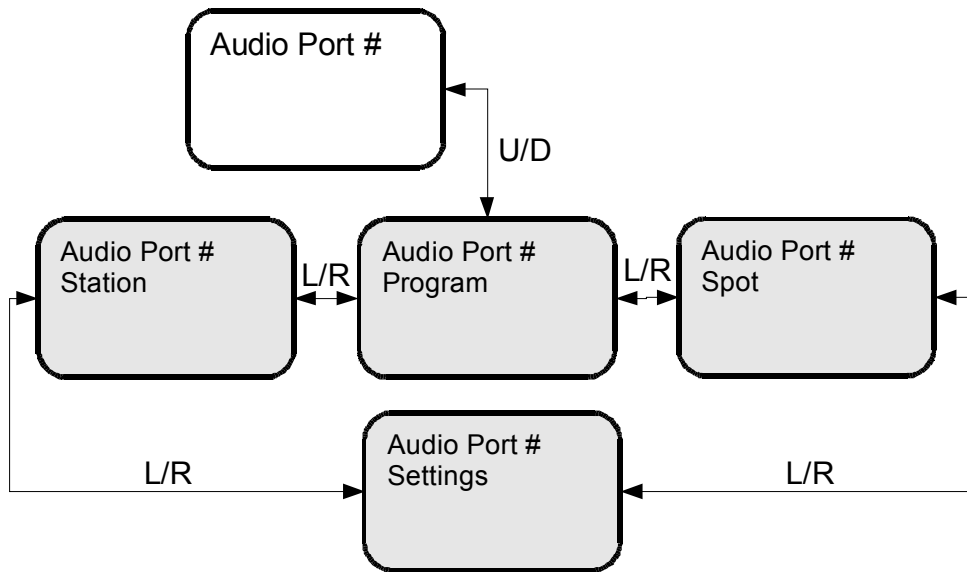 Audio Port #
U/D
Audio Port #
Station
L/R
Audio Port #
Program
L/R
Audio Port #
Spot
Audio Port #
Settings
L/R
L/R